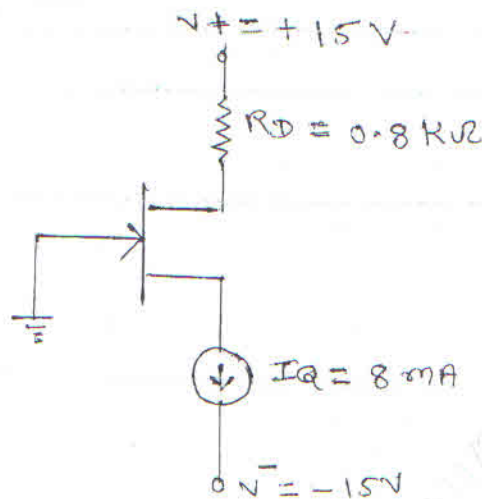 V+ = +15V
RD = 0.8 KΩ
IQ = 8 mA
V- = -15V